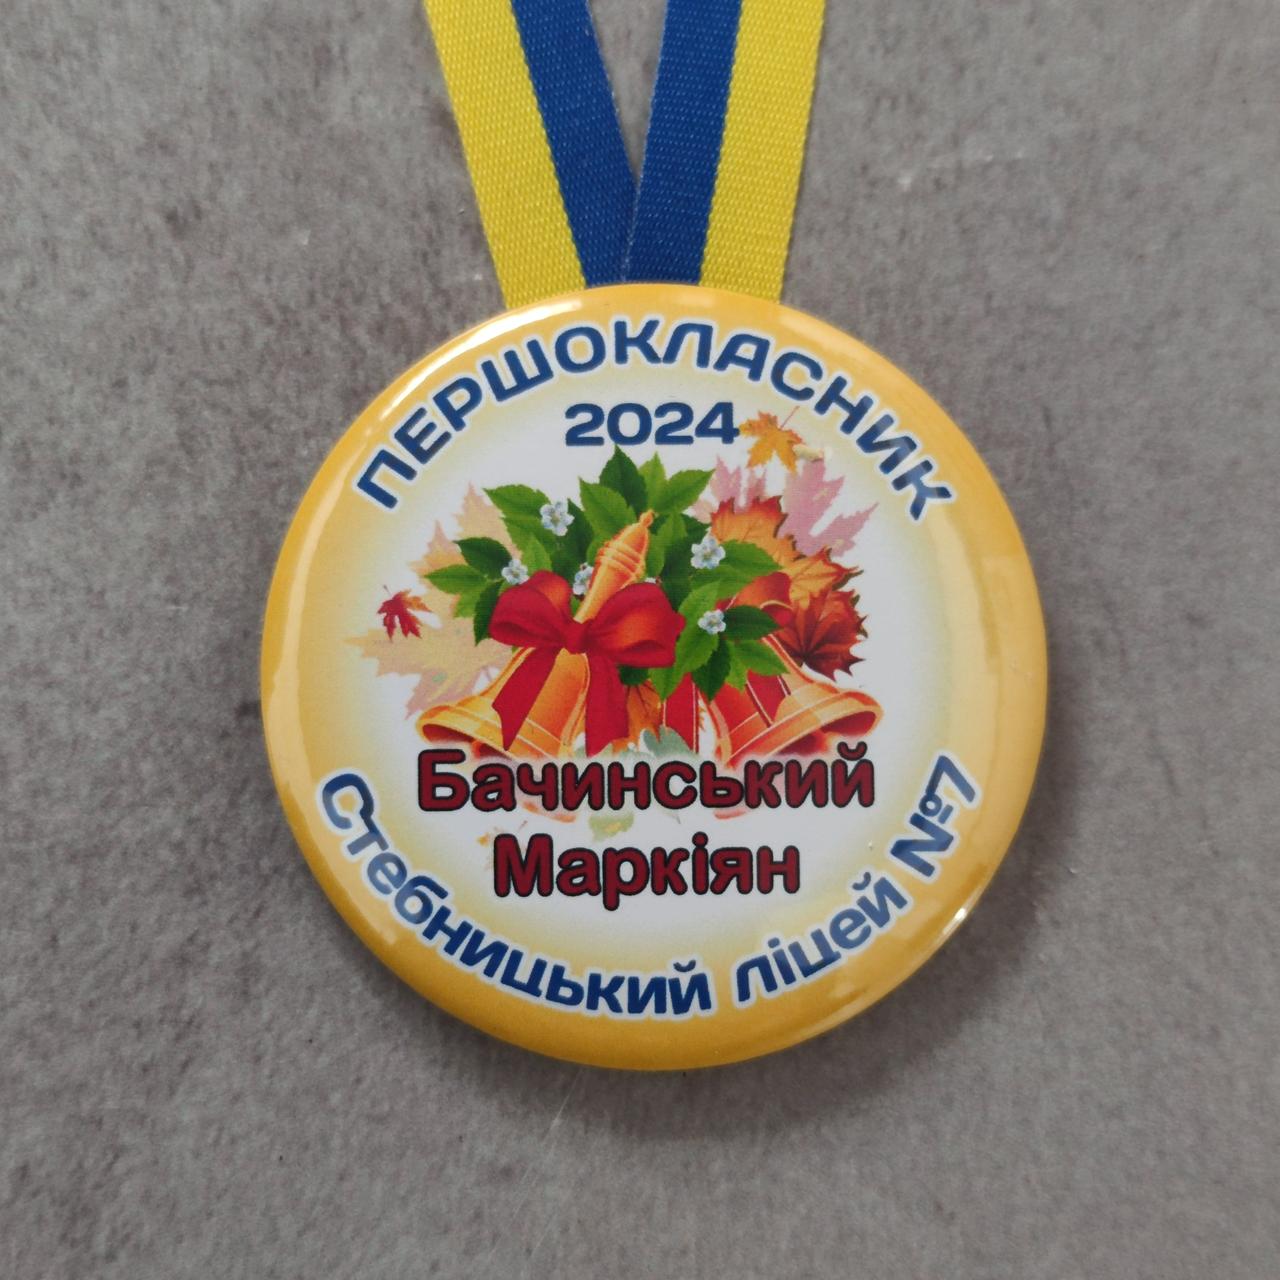 ПЕРШОКЛАСНИК
2024
Бачинський
Маркіян
Стебницький ліцей №7